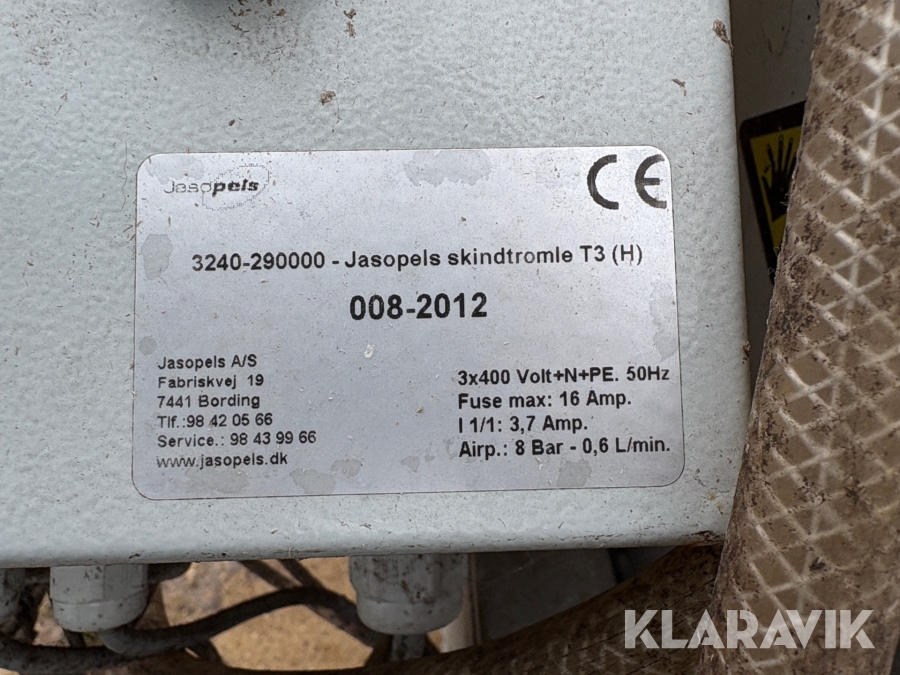 Jasopels
CE
3240-290000 - Jasopels skindtromle T3 (H)
008-2012
Jasopels A/S
Fabriskvej 19
7441 Bording
Tlf.:98 42 05 66
Service.: 98 43 99 66
www.jasopels.dk
3x400 Volt+N+PE. 50Hz
Fuse max: 16 Amp.
I 1/1: 3,7 Amp.
Airp.: 8 Bar - 0,6 L/min.
KLARAVIK